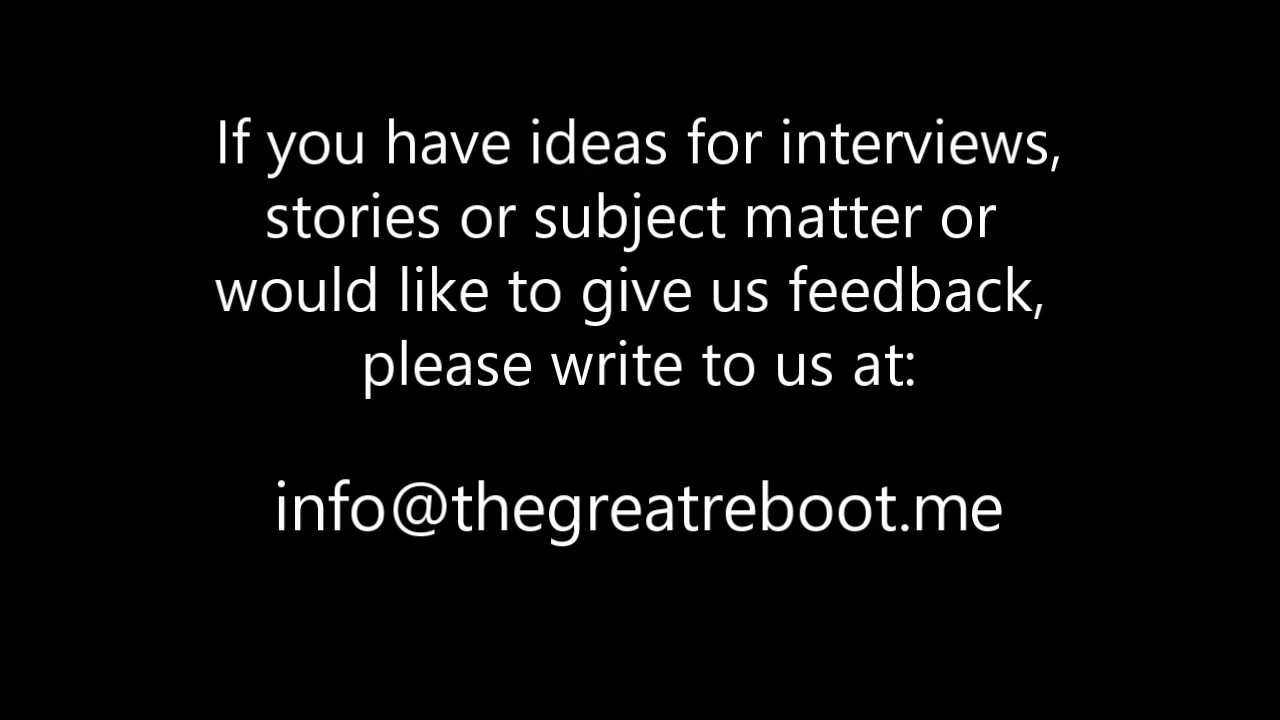 If you have ideas for interviews,
stories or subject matter or
would like to give us feedback,
please write to us at:
info@thegreatreboot.me